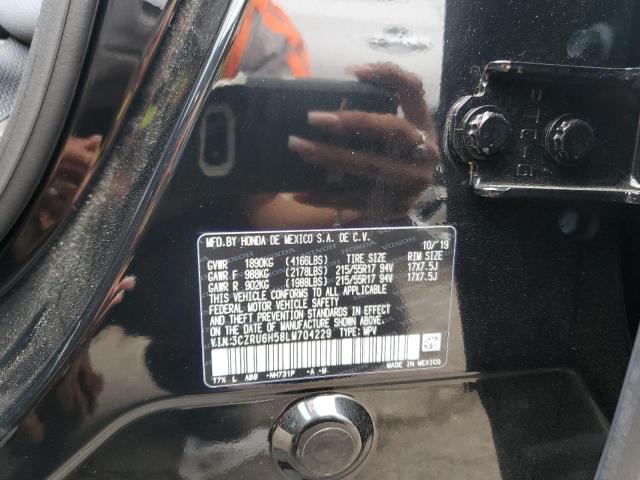 MFD.BY HONDA DE MEXICO S.A. DE C.V. 10/'19
GVWR 1890KG (4166LBS) TIRE SIZE RIM SIZE
GAWR F 988KG (2178LBS) 215/55R17 94V 17X7.5J
GAWR R 902KG (1988LBS) 215/55R17 94V 17X7.5J
THIS VEHICLE CONFORMS TO ALL APPLICABLE
FEDERAL MOTOR VEHICLE SAFETY
AND THEFT PREVENTION STANDARDS IN EFFECT
ON THE DATE OF MANUFACTURE SHOWN ABOVE.
V.I.N:3CZRU6H58LM704229 TYPE: MPV
17X L ABB -NH731P -A -M MADE IN MEXICO